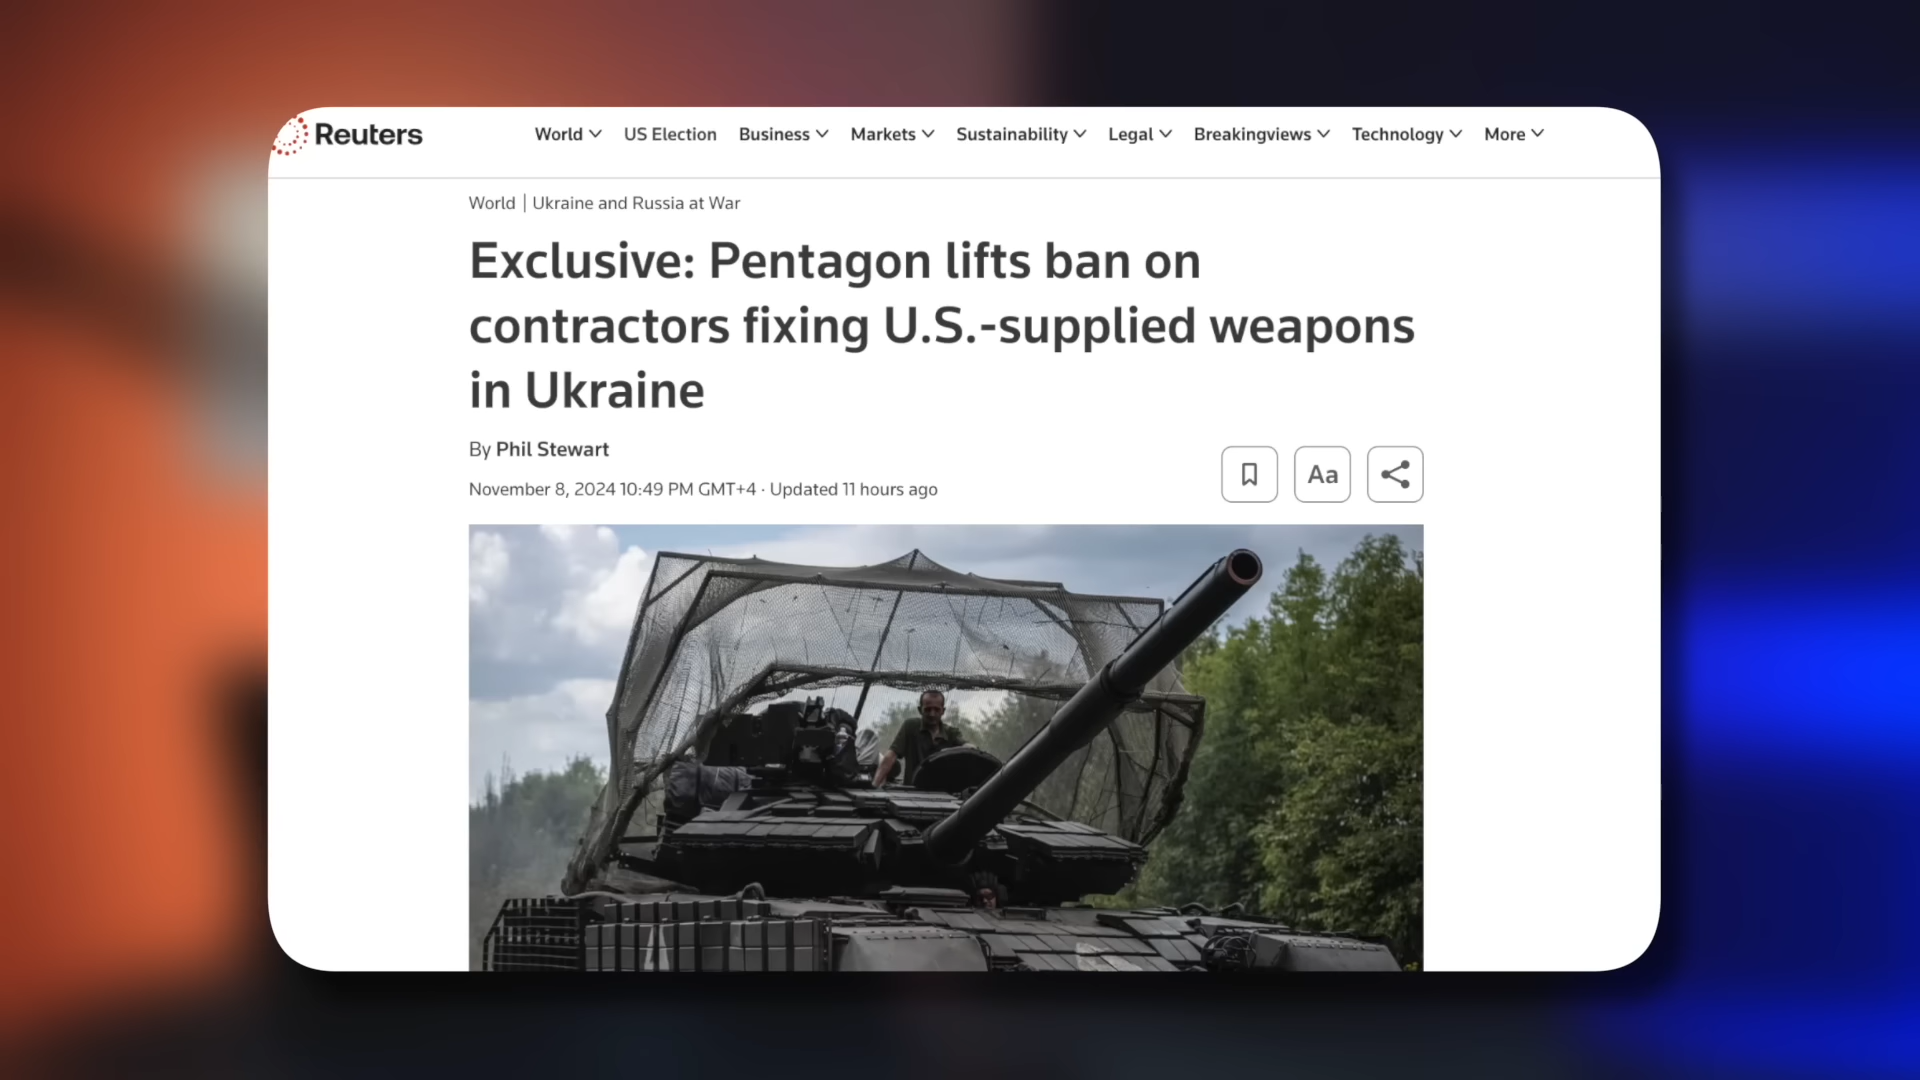 Reuters
World
US Election
Business
Markets
Sustainability
Legal
Breakingviews
Technology
More
World | Ukraine and Russia at War
Exclusive: Pentagon lifts ban on
contractors fixing U.S.-supplied weapons
in Ukraine
By Phil Stewart
November 8, 2024 10:49 PM GMT+4 · Updated 11 hours ago
Aa